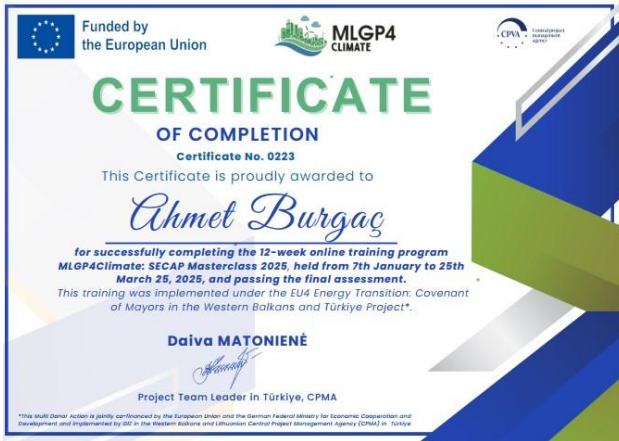 Funded by
the European Union
MLGP4
CLIMATE
CPVA
Central project
management
agency
CERTIFICATE
OF COMPLETION
Certificate No. 0223
This Certificate is proudly awarded to
Ahmet Burgaç
for successfully completing the 12-week online training program
MLGP4Climate: SECAP Masterclass 2025, held from 7th January to 25th
March 25, 2025, and passing the final assessment.
This training was implemented under the EU4 Energy Transition: Covenant
of Mayors in the Western Balkans and Türkiye Project*.
Daiva MATONIENĖ
Project Team Leader in Türkiye, CPMA
*This Multi Donor Action is jointly co-financed by the European Union and the German Federal Ministry for Economic Cooperation and
Development and implemented by GIZ in the Western Balkans and Lithuanian Central Project Management Agency (CPMA) in Türkiye